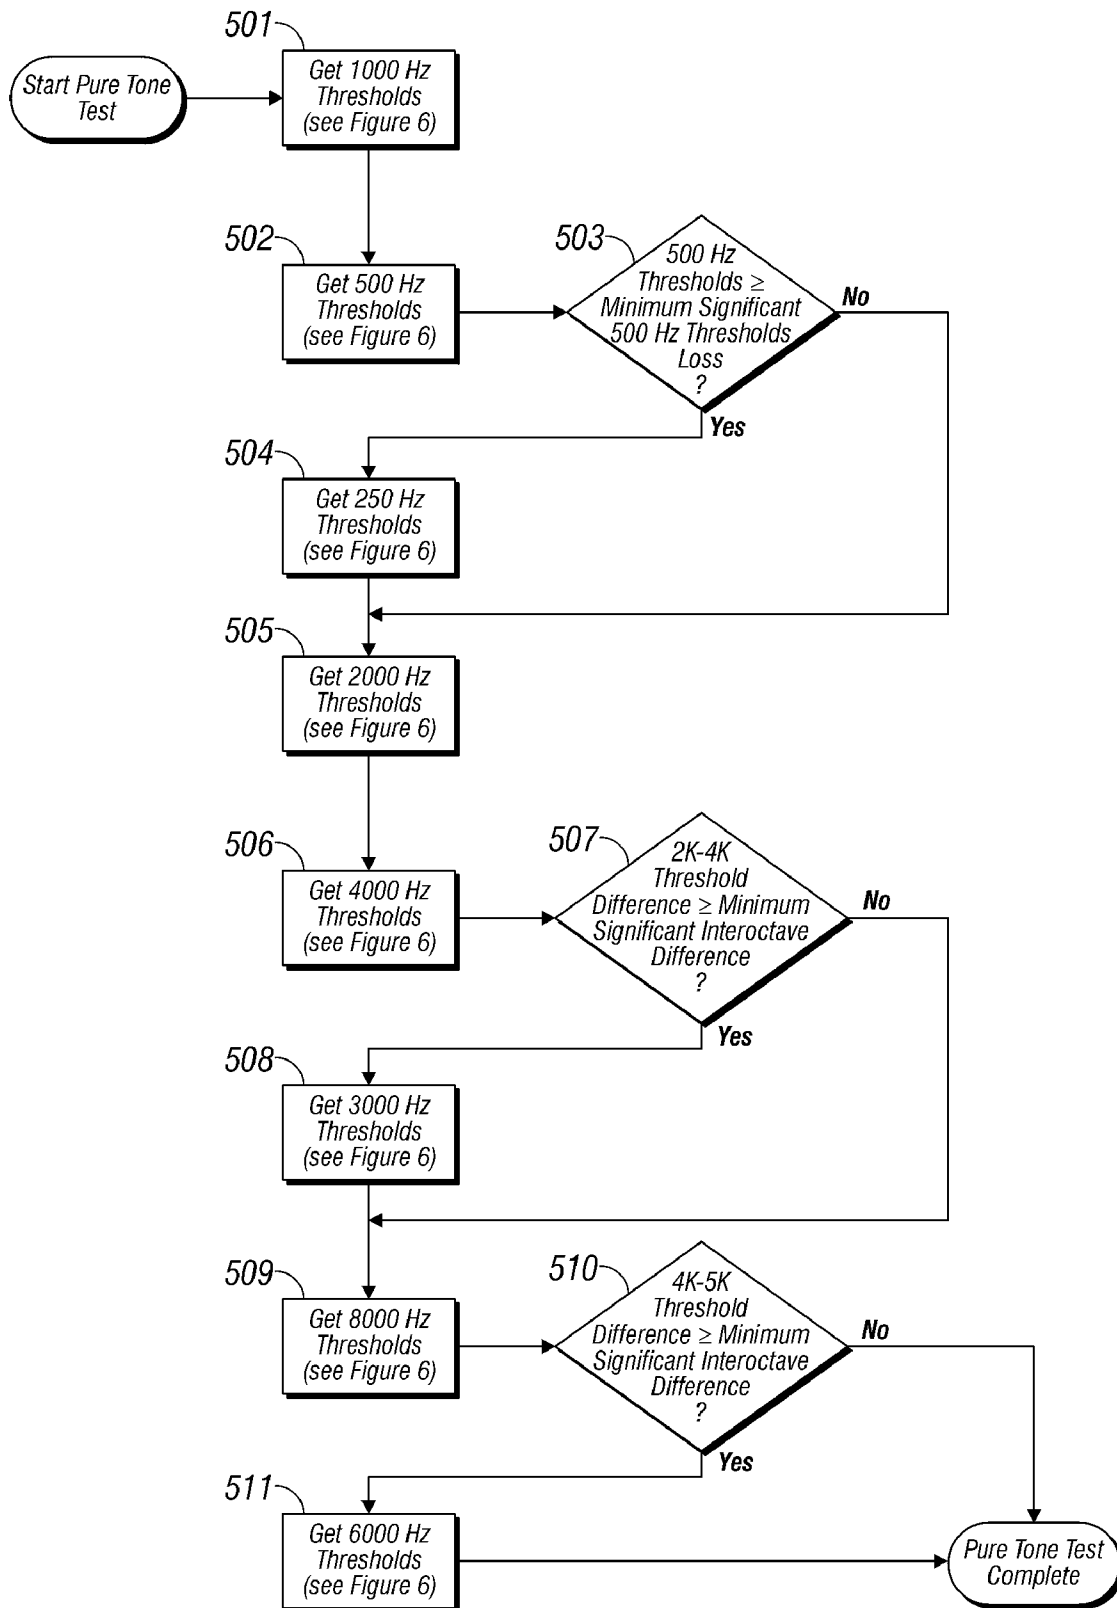 501
Start Pure Tone
Test
Get 1000 Hz
Thresholds
(see Figure 6)
502
Get 500 Hz
Thresholds
(see Figure 6)
503
500 Hz
Thresholds ≥
Minimum Significant
500 Hz Thresholds
Loss
?
No
Yes
504
Get 250 Hz
Thresholds
(see Figure 6)
505
Get 2000 Hz
Thresholds
(see Figure 6)
506
Get 4000 Hz
Thresholds
(see Figure 6)
507
2K-4K
Threshold
Difference ≥ Minimum
Significant Interoctave
Difference
?
No
Yes
508
Get 3000 Hz
Thresholds
(see Figure 6)
509
Get 8000 Hz
Thresholds
(see Figure 6)
510
4K-5K
Threshold
Difference ≥ Minimum
Significant Interoctave
Difference
?
No
Yes
511
Get 6000 Hz
Thresholds
(see Figure 6)
Pure Tone Test
Complete